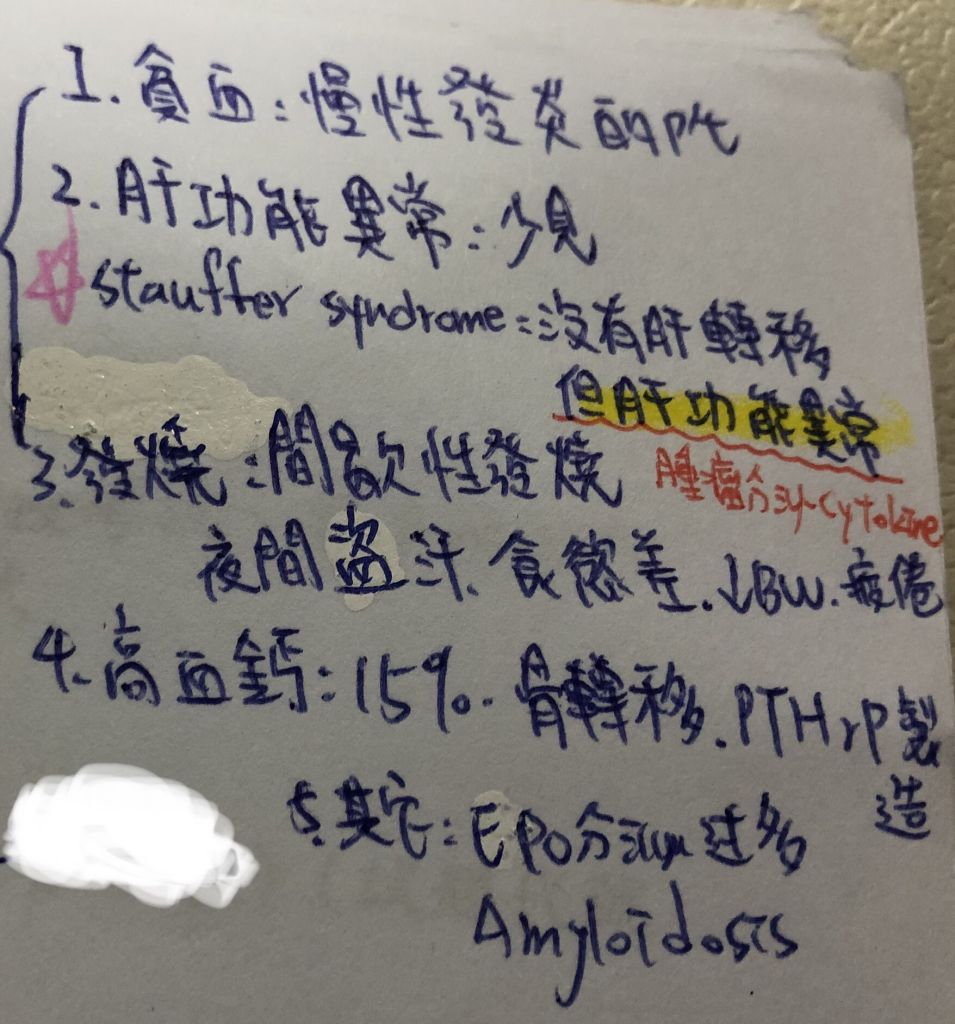 1. 貧血：慢性發炎的pt
2. 肝功能異常：少見
stauffer syndrome：沒有肝轉移
但肝功能異常
腫瘤分泌cytokine
3. 發燒：間歇性發燒
夜間盜汗. 食慾差. ↓BW. 疲倦
4. 高血鈣：15%. 骨轉移. PTHrP製造
5. 其它：EPO分泌过多
Amyloidosis